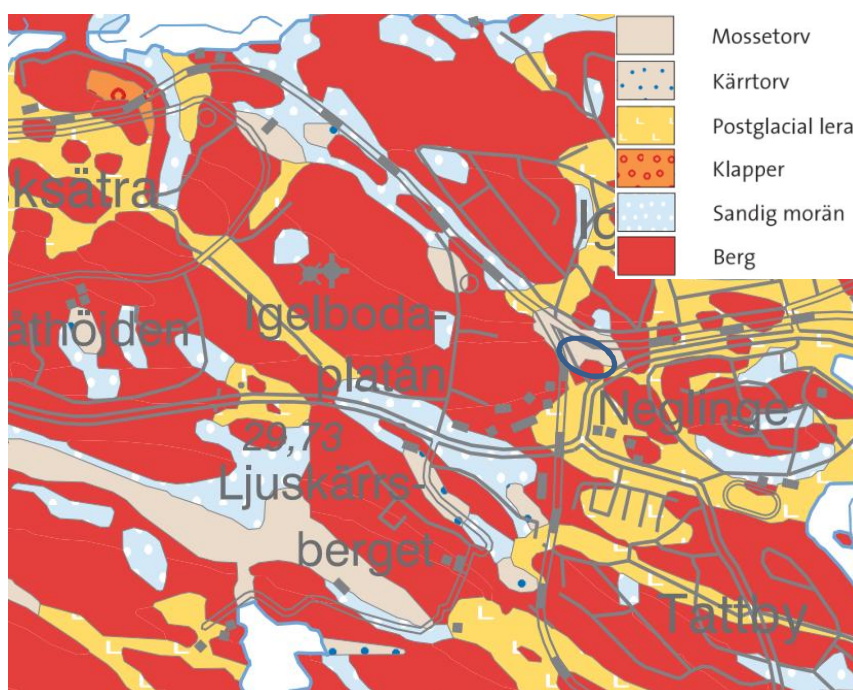 Mossetorv
Kärrtorv
Postglacial lera
Klapper
Sandig morän
Berg
ksätra
Ig
åthöjden
Igelboda-
platån
Neglinge
29,73
Ljuskärrs-
berget
Tattby